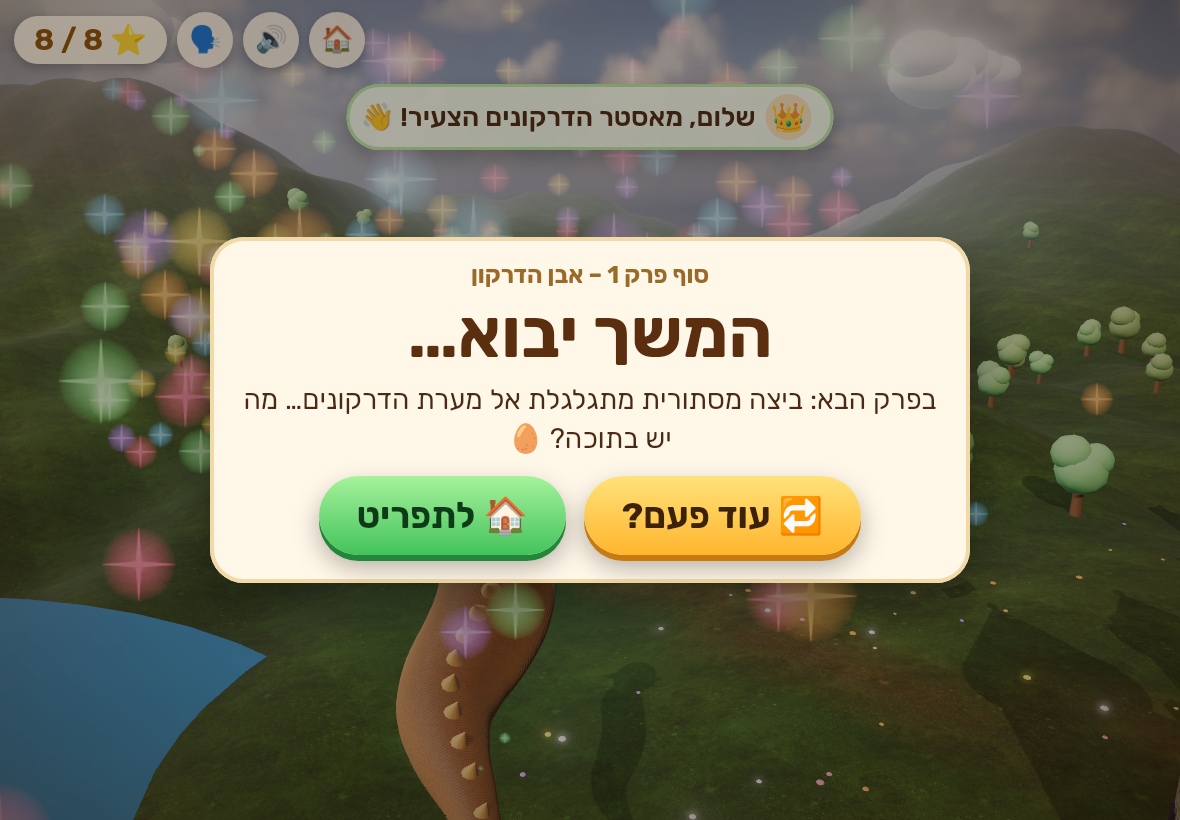 8 / 8 ⭐
שלום, מאסטר הדרקונים הצעיר! 👋
סוף פרק 1 – אבן הדרקון
המשך יבוא...
בפרק הבא: ביצה מסתורית מתגלגלת אל מערת הדרקונים... מה
יש בתוכה? 🥚
🔁 עוד פעם?
🏠 לתפריט